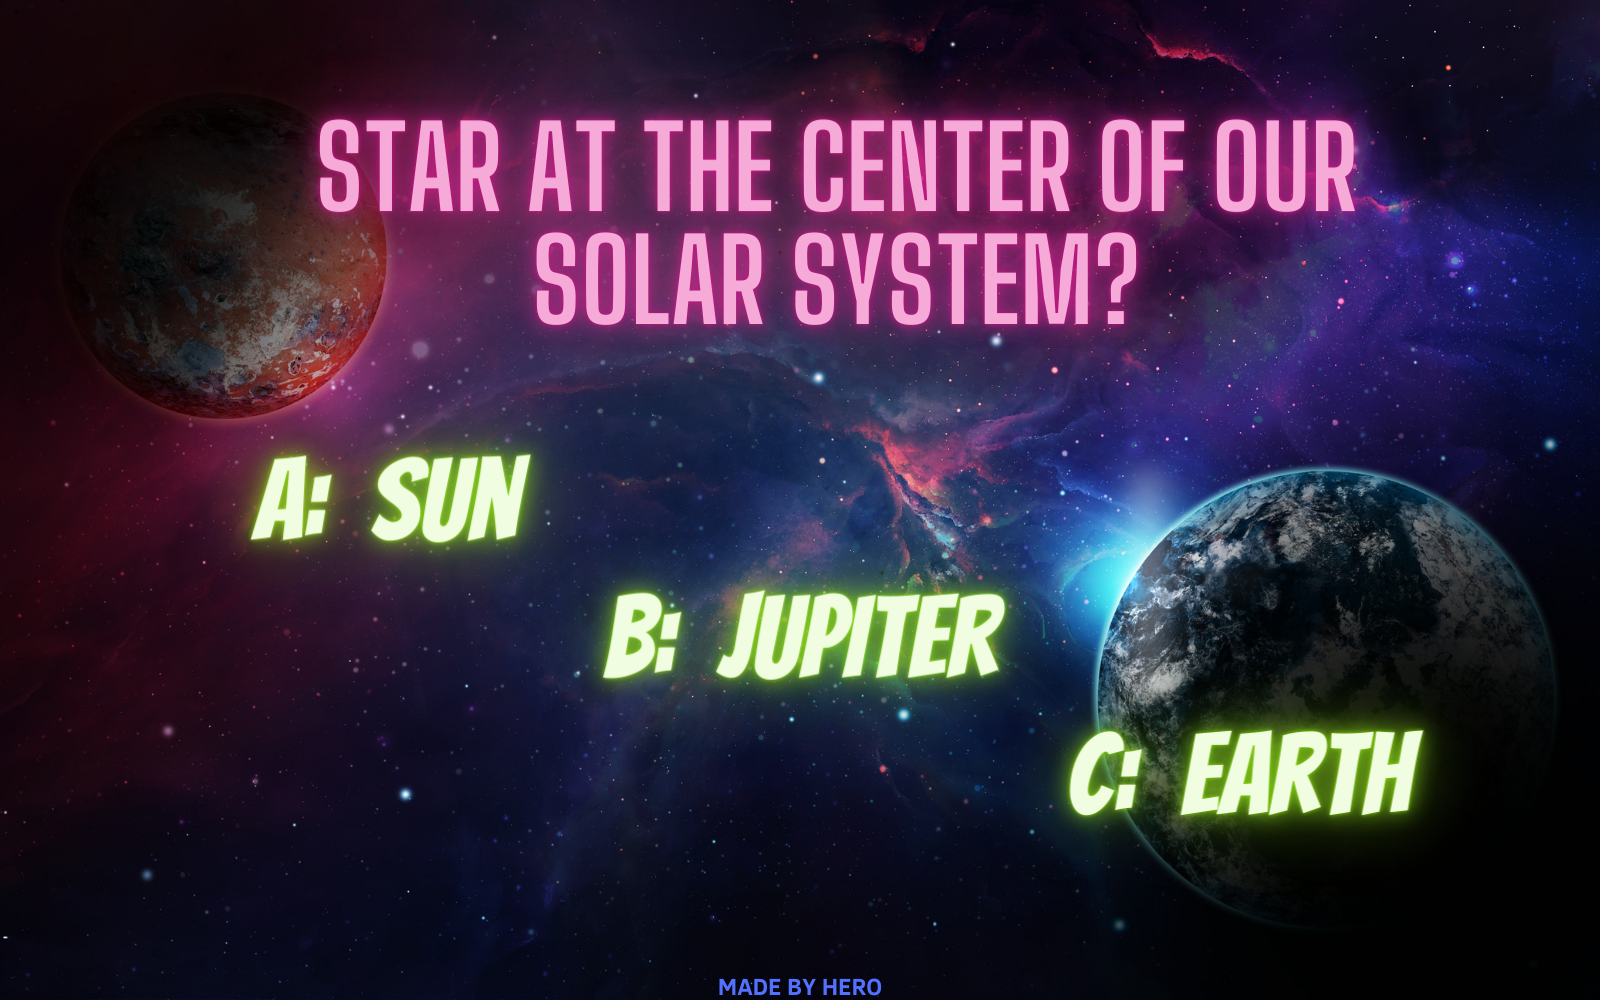 STAR AT THE CENTER OF OUR
SOLAR SYSTEM?
A: SUN
B: JUPITER
C: EARTH
MADE BY HERO